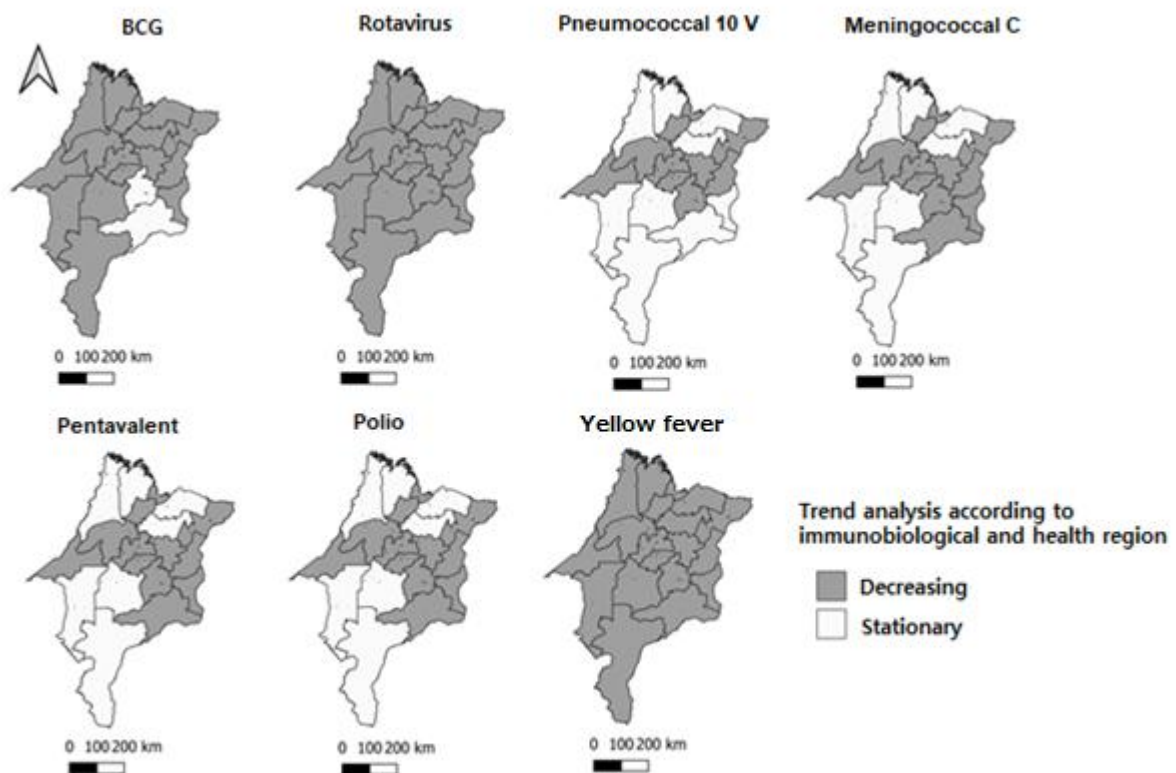 BCG
Rotavirus
Pneumococcal 10 V
Meningococcal C
0 100 200 km
0 100 200 km
0 100 200 km
0 100 200 km
Pentavalent
Polio
Yellow fever
Trend analysis according to
immunobiological and health region
Decreasing
Stationary
0 100 200 km
0 100 200 km
0 100 200 km